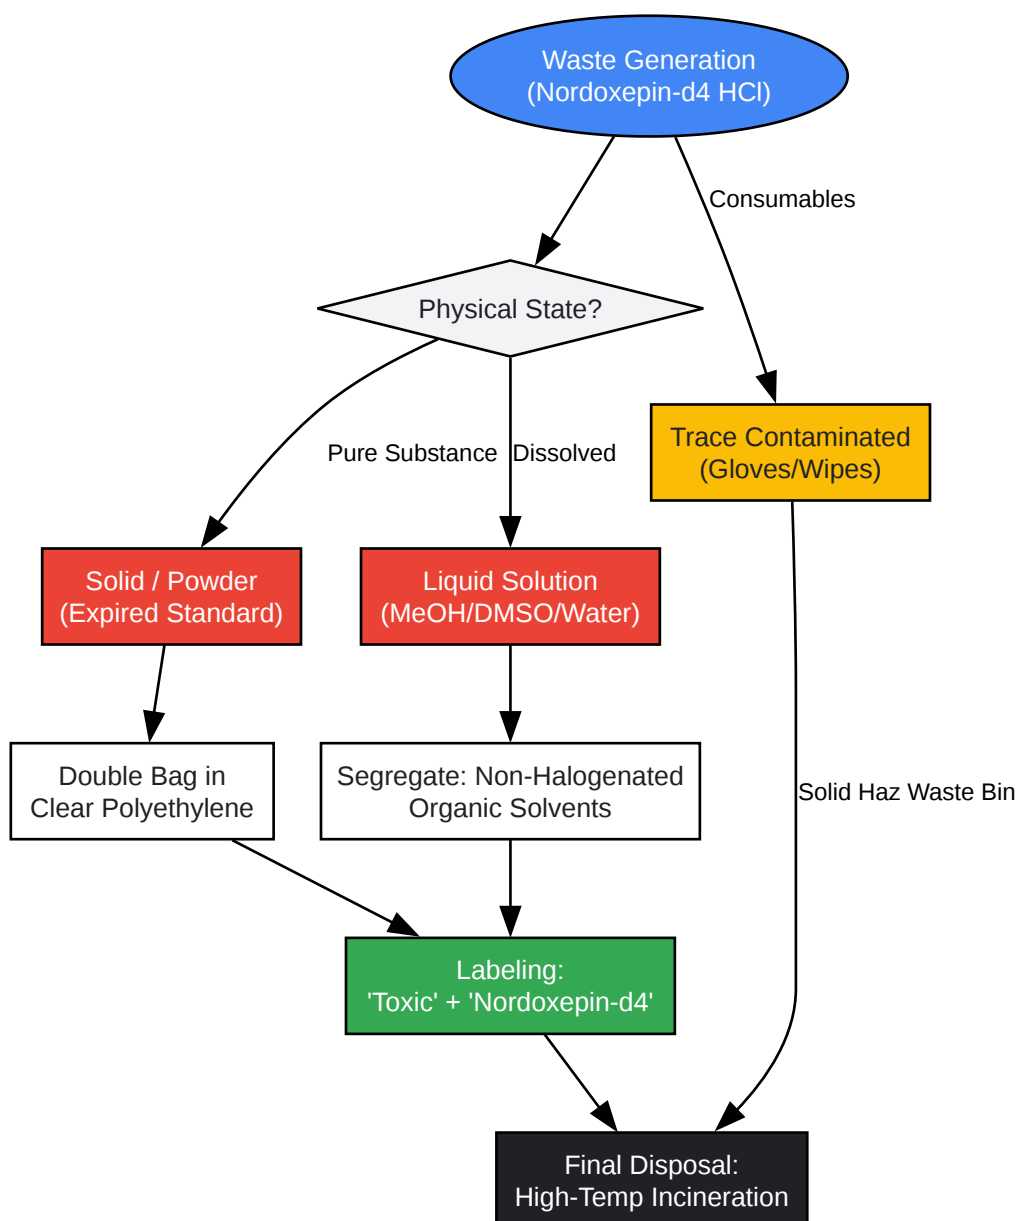 Waste Generation
(Nordoxepin-d4 HCl)
Consumables
Physical State?
Trace Contaminated
(Gloves/Wipes)
Pure Substance
Dissolved
Solid / Powder
(Expired Standard)
Liquid Solution
(MeOH/DMSO/Water)
Double Bag in
Clear Polyethylene
Segregate: Non-Halogenated
Organic Solvents
Solid Haz Waste Bin
Labeling:
'Toxic' + 'Nordoxepin-d4'
Final Disposal:
High-Temp Incineration